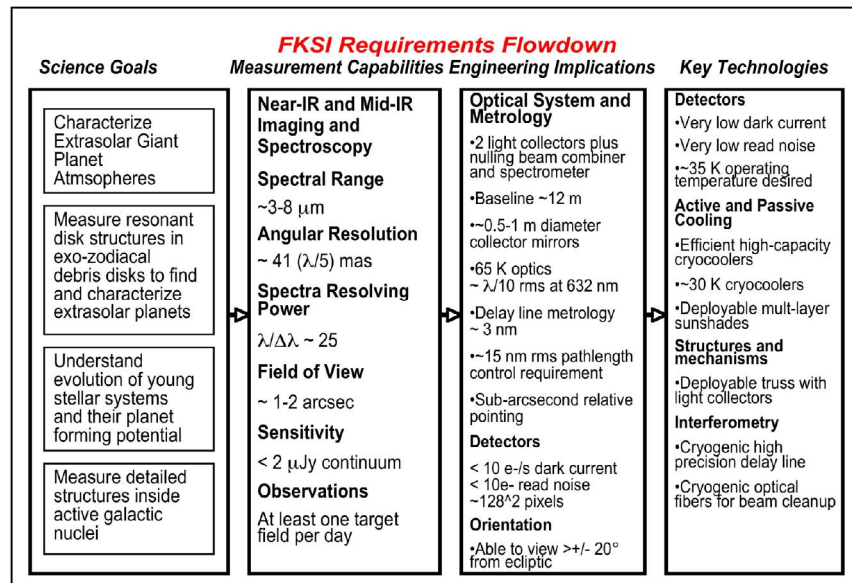 FKSI Requirements Flowdown
Science Goals
Measurement Capabilities
Engineering Implications
Key Technologies
Characterize
Extrasolar Giant
Planet
Atmsopheres
Measure resonant
disk structures in
exo-zodiacal
debris disks to find
and characterize
extrasolar planets
Understand
evolution of young
stellar systems
and their planet
forming potential
Measure detailed
structures inside
active galactic
nuclei
Near-IR and Mid-IR
Imaging and
Spectroscopy
Spectral Range
~3-8 μm
Angular Resolution
~ 41 (λ/5) mas
Spectra Resolving
Power
λ/Δλ ~ 25
Field of View
~ 1-2 arcsec
Sensitivity
< 2 μJy continuum
Observations
At least one target
field per day
Optical System and
Metrology
•2 light collectors plus
nulling beam combiner
and spectrometer
•Baseline ~12 m
•~0.5-1 m diameter
collector mirrors
•65 K optics
~ λ/10 rms at 632 nm
•Delay line metrology
~ 3 nm
•~15 nm rms pathlength
control requirement
•Sub-arcsecond relative
pointing
Detectors
< 10 e-/s dark current
< 10e- read noise
~128^2 pixels
Orientation
•Able to view >+/- 20°
from ecliptic
Detectors
•Very low dark current
•Very low read noise
•~35 K operating
temperature desired
Active and Passive
Cooling
•Efficient high-capacity
cryocoolers
•~30 K cryocoolers
•Deployable mult-layer
sunshades
Structures and
mechanisms
•Deployable truss with
light collectors
Interferometry
•Cryogenic high
precision delay line
•Cryogenic optical
fibers for beam cleanup